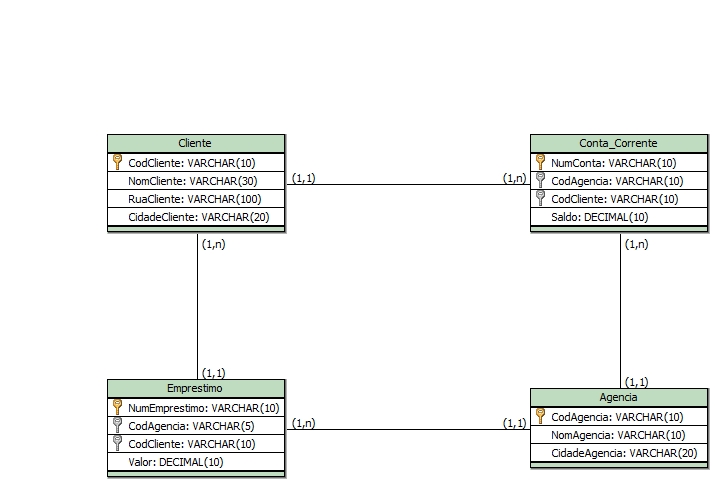 Cliente
CodCliente: VARCHAR(10)
NomCliente: VARCHAR(30)
RuaCliente: VARCHAR(100)
CidadeCliente: VARCHAR(20)
(1,1)
(1,n)
Conta_Corrente
NumConta: VARCHAR(10)
CodAgencia: VARCHAR(10)
CodCliente: VARCHAR(10)
Saldo: DECIMAL(10)
(1,n)
(1,n)
(1,1)
(1,1)
Emprestimo
NumEmprestimo: VARCHAR(10)
CodAgencia: VARCHAR(5)
CodCliente: VARCHAR(10)
Valor: DECIMAL(10)
(1,n)
(1,1)
Agencia
CodAgencia: VARCHAR(10)
NomAgencia: VARCHAR(10)
CidadeAgencia: VARCHAR(20)